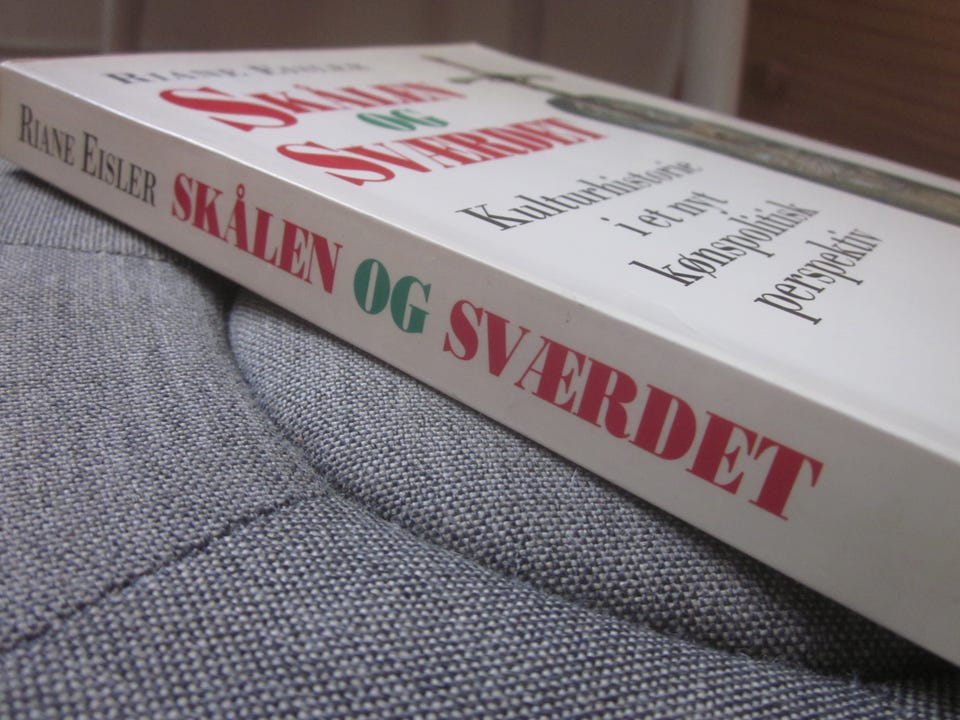 RIANE EISLER
SKÅLEN
OG
SVÆRDET
Kulturhistorie
i et nyt
kønspolitisk
perspektiv
RIANE EISLER SKÅLEN OG SVÆRDET